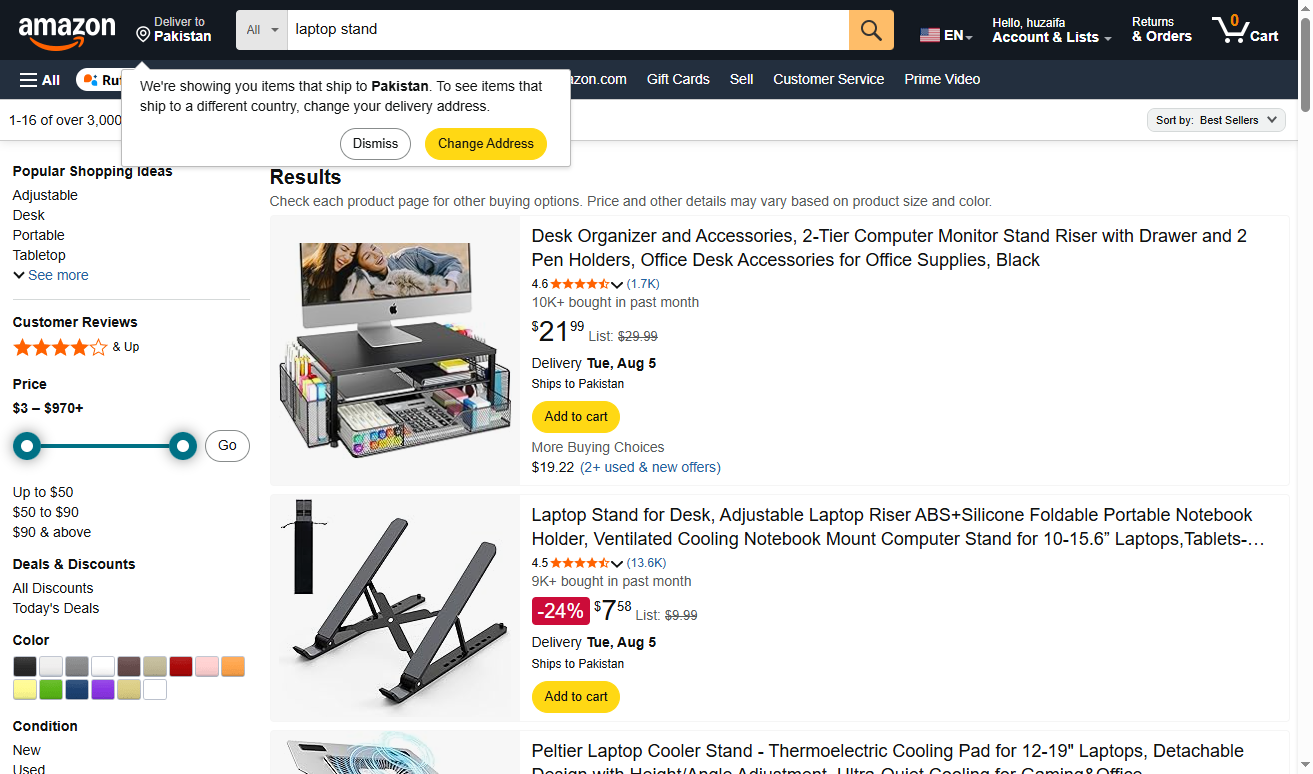 amazon
Deliver to
Pakistan
All
laptop stand
EN
Hello, huzaifa
Account & Lists
Returns
& Orders
0
Cart
All
Ruf
azon.com
Gift Cards
Sell
Customer Service
Prime Video
We're showing you items that ship to Pakistan. To see items that
ship to a different country, change your delivery address.
Dismiss
Change Address
1-16 of over 3,000
Sort by: Best Sellers
Popular Shopping Ideas
Adjustable
Desk
Portable
Tabletop
See more
Customer Reviews
& Up
Price
$3 – $970+
Go
Up to $50
$50 to $90
$90 & above
Deals & Discounts
All Discounts
Today's Deals
Color
Condition
New
Used
Results
Check each product page for other buying options. Price and other details may vary based on product size and color.
Desk Organizer and Accessories, 2-Tier Computer Monitor Stand Riser with Drawer and 2
Pen Holders, Office Desk Accessories for Office Supplies, Black
4.6 (1.7K)
10K+ bought in past month
$21.99 List: $29.99
Delivery Tue, Aug 5
Ships to Pakistan
Add to cart
More Buying Choices
$19.22 (2+ used & new offers)
Laptop Stand for Desk, Adjustable Laptop Riser ABS+Silicone Foldable Portable Notebook
Holder, Ventilated Cooling Notebook Mount Computer Stand for 10-15.6” Laptops,Tablets-…
4.5 (13.6K)
9K+ bought in past month
-24% $7.58 List: $9.99
Delivery Tue, Aug 5
Ships to Pakistan
Add to cart
Peltier Laptop Cooler Stand - Thermoelectric Cooling Pad for 12-19" Laptops, Detachable
Design with Height/Angle Adjustment, Ultra-Quiet Cooling for Gaming&Office